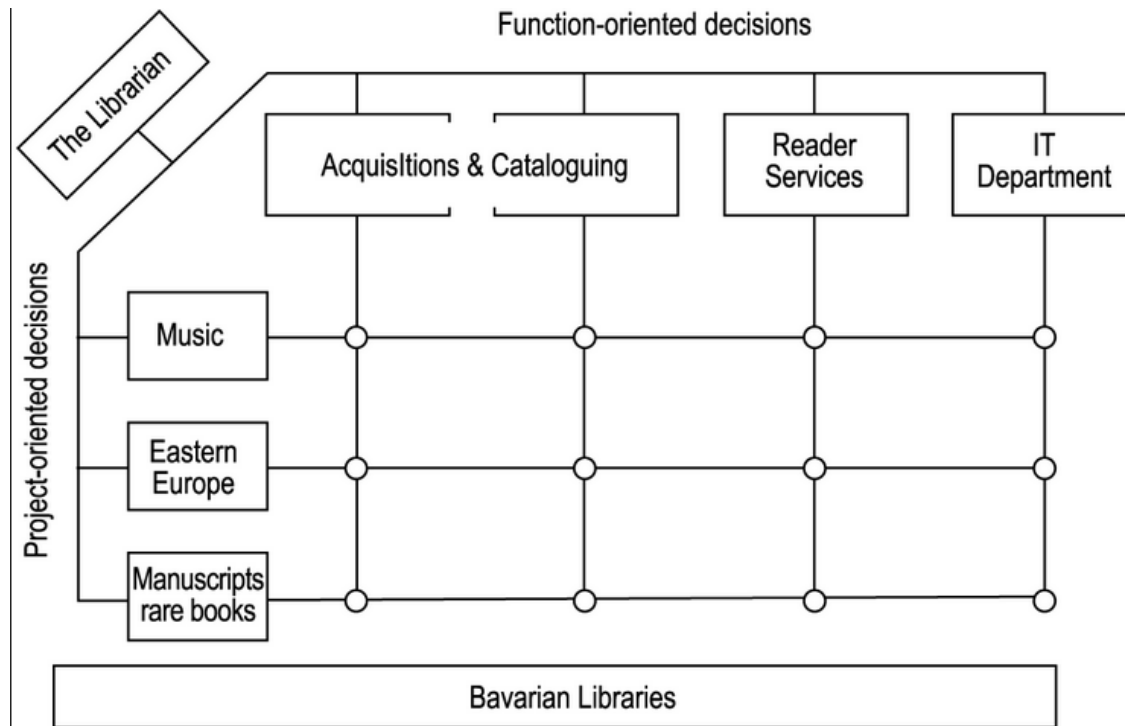 Function-oriented decisions
The Librarian
AcquisItions & Cataloguing
Reader
Services
IT
Department
Project-oriented decisions
Music
Eastern
Europe
Manuscripts
rare books
Bavarian Libraries